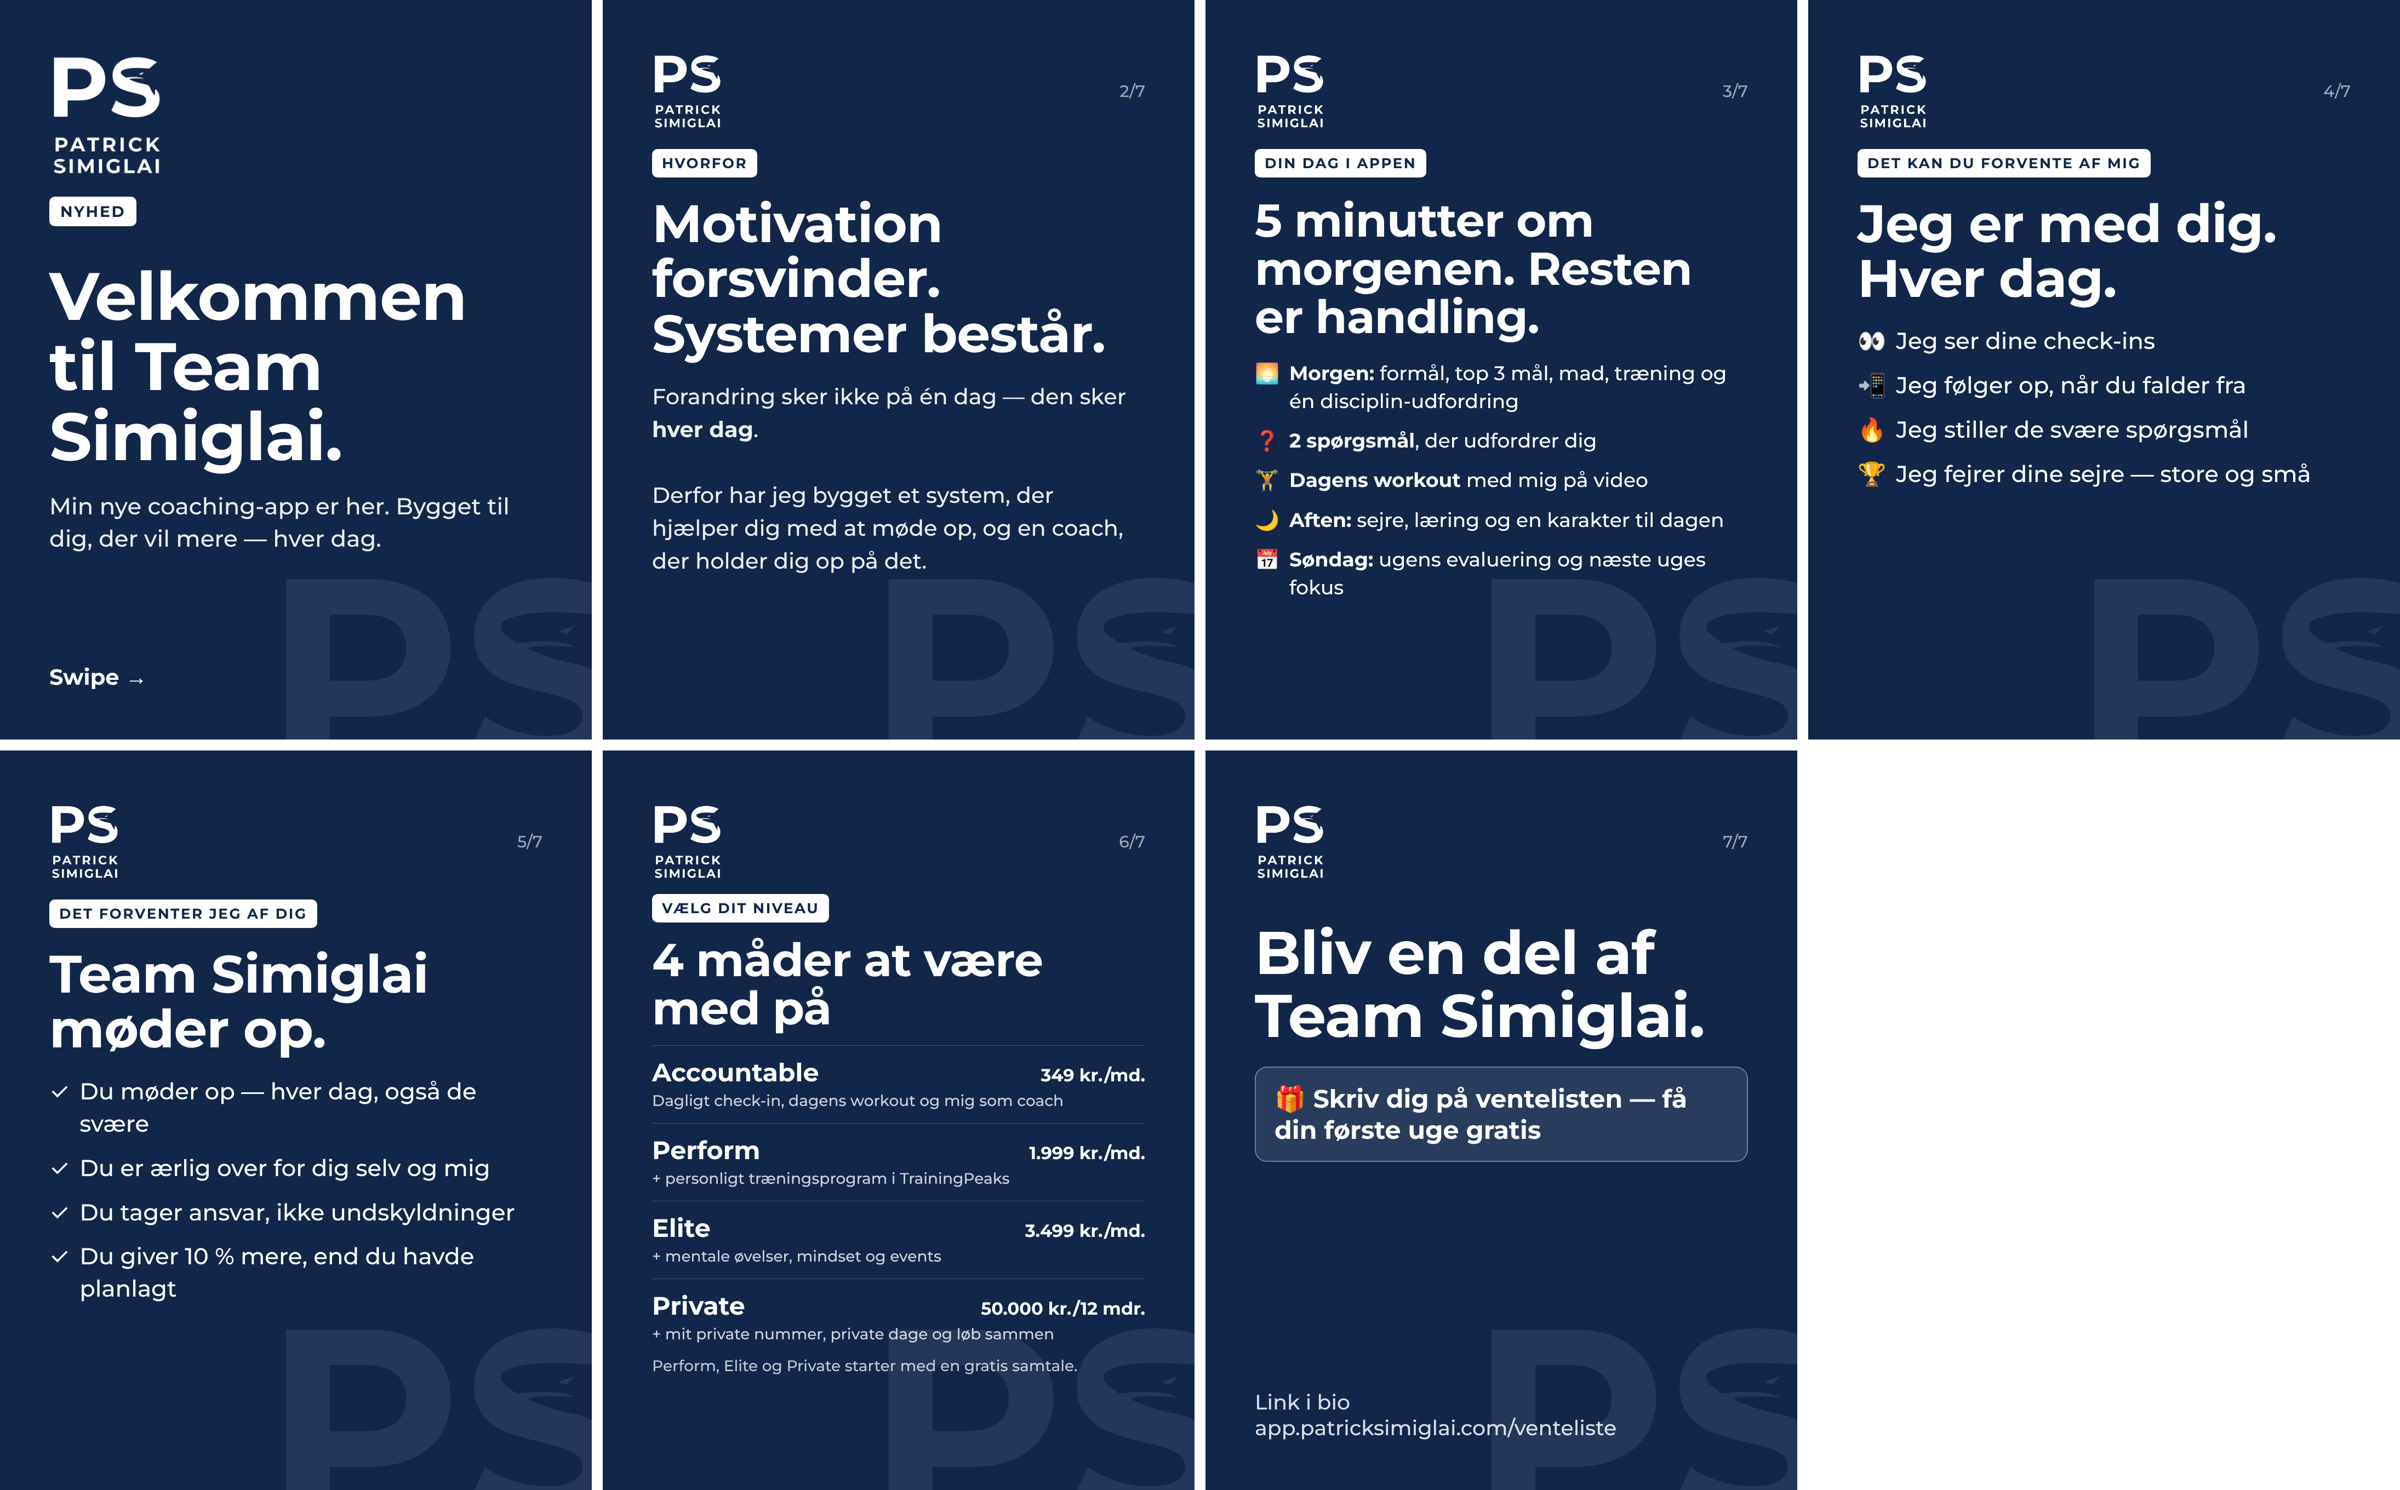 PS
PATRICK
SIMIGLAI
NYHED
Velkommen
til Team
Simiglai.
Min nye coaching-app er her. Bygget til
dig, der vil mere — hver dag.
Swipe →
PS
PS
PATRICK
SIMIGLAI
2/7
HVORFOR
Motivation
forsvinder.
Systemer består.
Forandring sker ikke på én dag — den sker
hver dag.
Derfor har jeg bygget et system, der
hjælper dig med at møde op, og en coach,
der holder dig op på det.
PS
PS
PATRICK
SIMIGLAI
3/7
DIN DAG I APPEN
5 minutter om
morgenen. Resten
er handling.
🌅 Morgen: formål, top 3 mål, mad, træning og
én disciplin-udfordring
❓ 2 spørgsmål, der udfordrer dig
🏋️ Dagens workout med mig på video
🌙 Aften: sejre, læring og en karakter til dagen
📅 Søndag: ugens evaluering og næste uges
fokus
PS
PS
PATRICK
SIMIGLAI
4/7
DET KAN DU FORVENTE AF MIG
Jeg er med dig.
Hver dag.
👀 Jeg ser dine check-ins
📲 Jeg følger op, når du falder fra
🔥 Jeg stiller de svære spørgsmål
🏆 Jeg fejrer dine sejre — store og små
PS
PS
PATRICK
SIMIGLAI
5/7
DET FORVENTER JEG AF DIG
Team Simiglai
møder op.
✓ Du møder op — hver dag, også de
svære
✓ Du er ærlig over for dig selv og mig
✓ Du tager ansvar, ikke undskyldninger
✓ Du giver 10 % mere, end du havde
planlagt
PS
PS
PATRICK
SIMIGLAI
6/7
VÆLG DIT NIVEAU
4 måder at være
med på
Accountable 349 kr./md.
Dagligt check-in, dagens workout og mig som coach
Perform 1.999 kr./md.
+ personligt træningsprogram i TrainingPeaks
Elite 3.499 kr./md.
+ mentale øvelser, mindset og events
Private 50.000 kr./12 mdr.
+ mit private nummer, private dage og løb sammen
Perform, Elite og Private starter med en gratis samtale.
PS
PS
PATRICK
SIMIGLAI
7/7
Bliv en del af
Team Simiglai.
🎁 Skriv dig på ventelisten — få
din første uge gratis
Link i bio
app.patricksimiglai.com/venteliste
PS